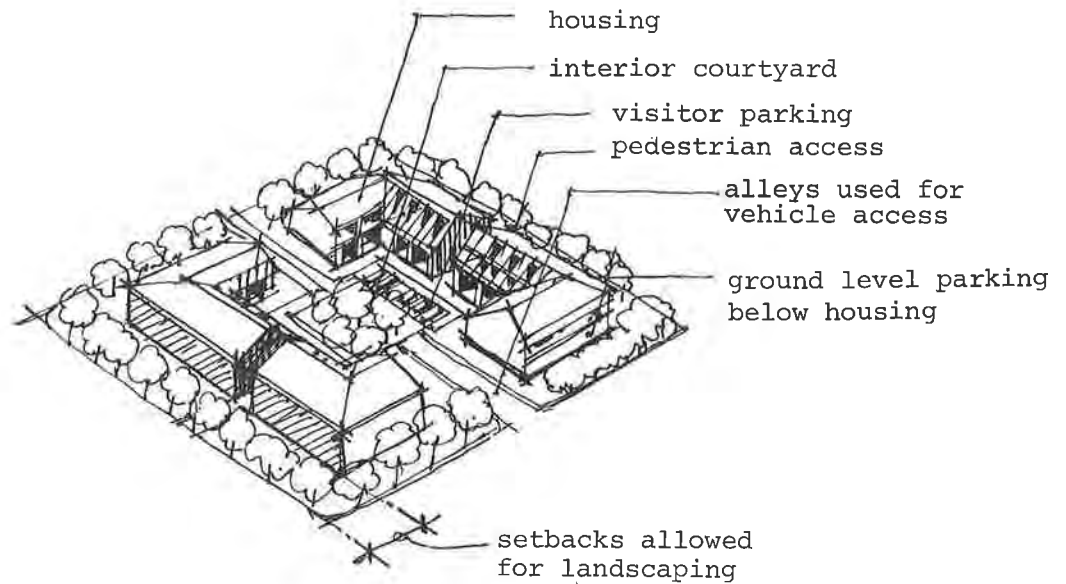 housing
interior courtyard
visitor parking
pedestrian access
alleys used for
vehicle access
ground level parking
below housing
setbacks allowed
for landscaping